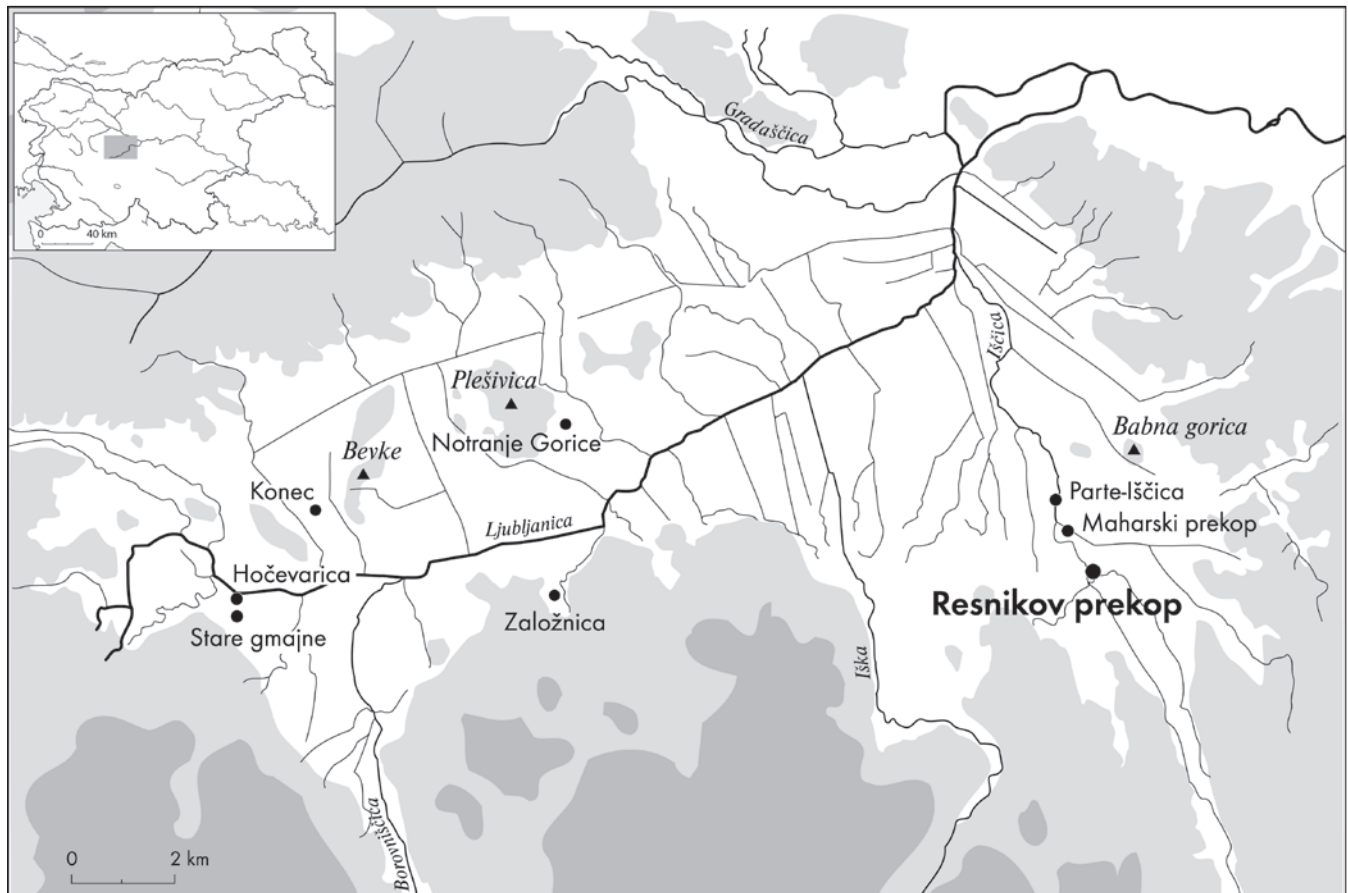 0 40 km
Gradaščica
Iščica
Plešivica
Babna gorica
Notranje Gorice
Bevke
Konec
Parte-Iščica
Maharski prekop
Ljubljanica
Hočevarica
Resnikov prekop
Založnica
Stare gmajne
Iška
Borovniščica
0 2 km